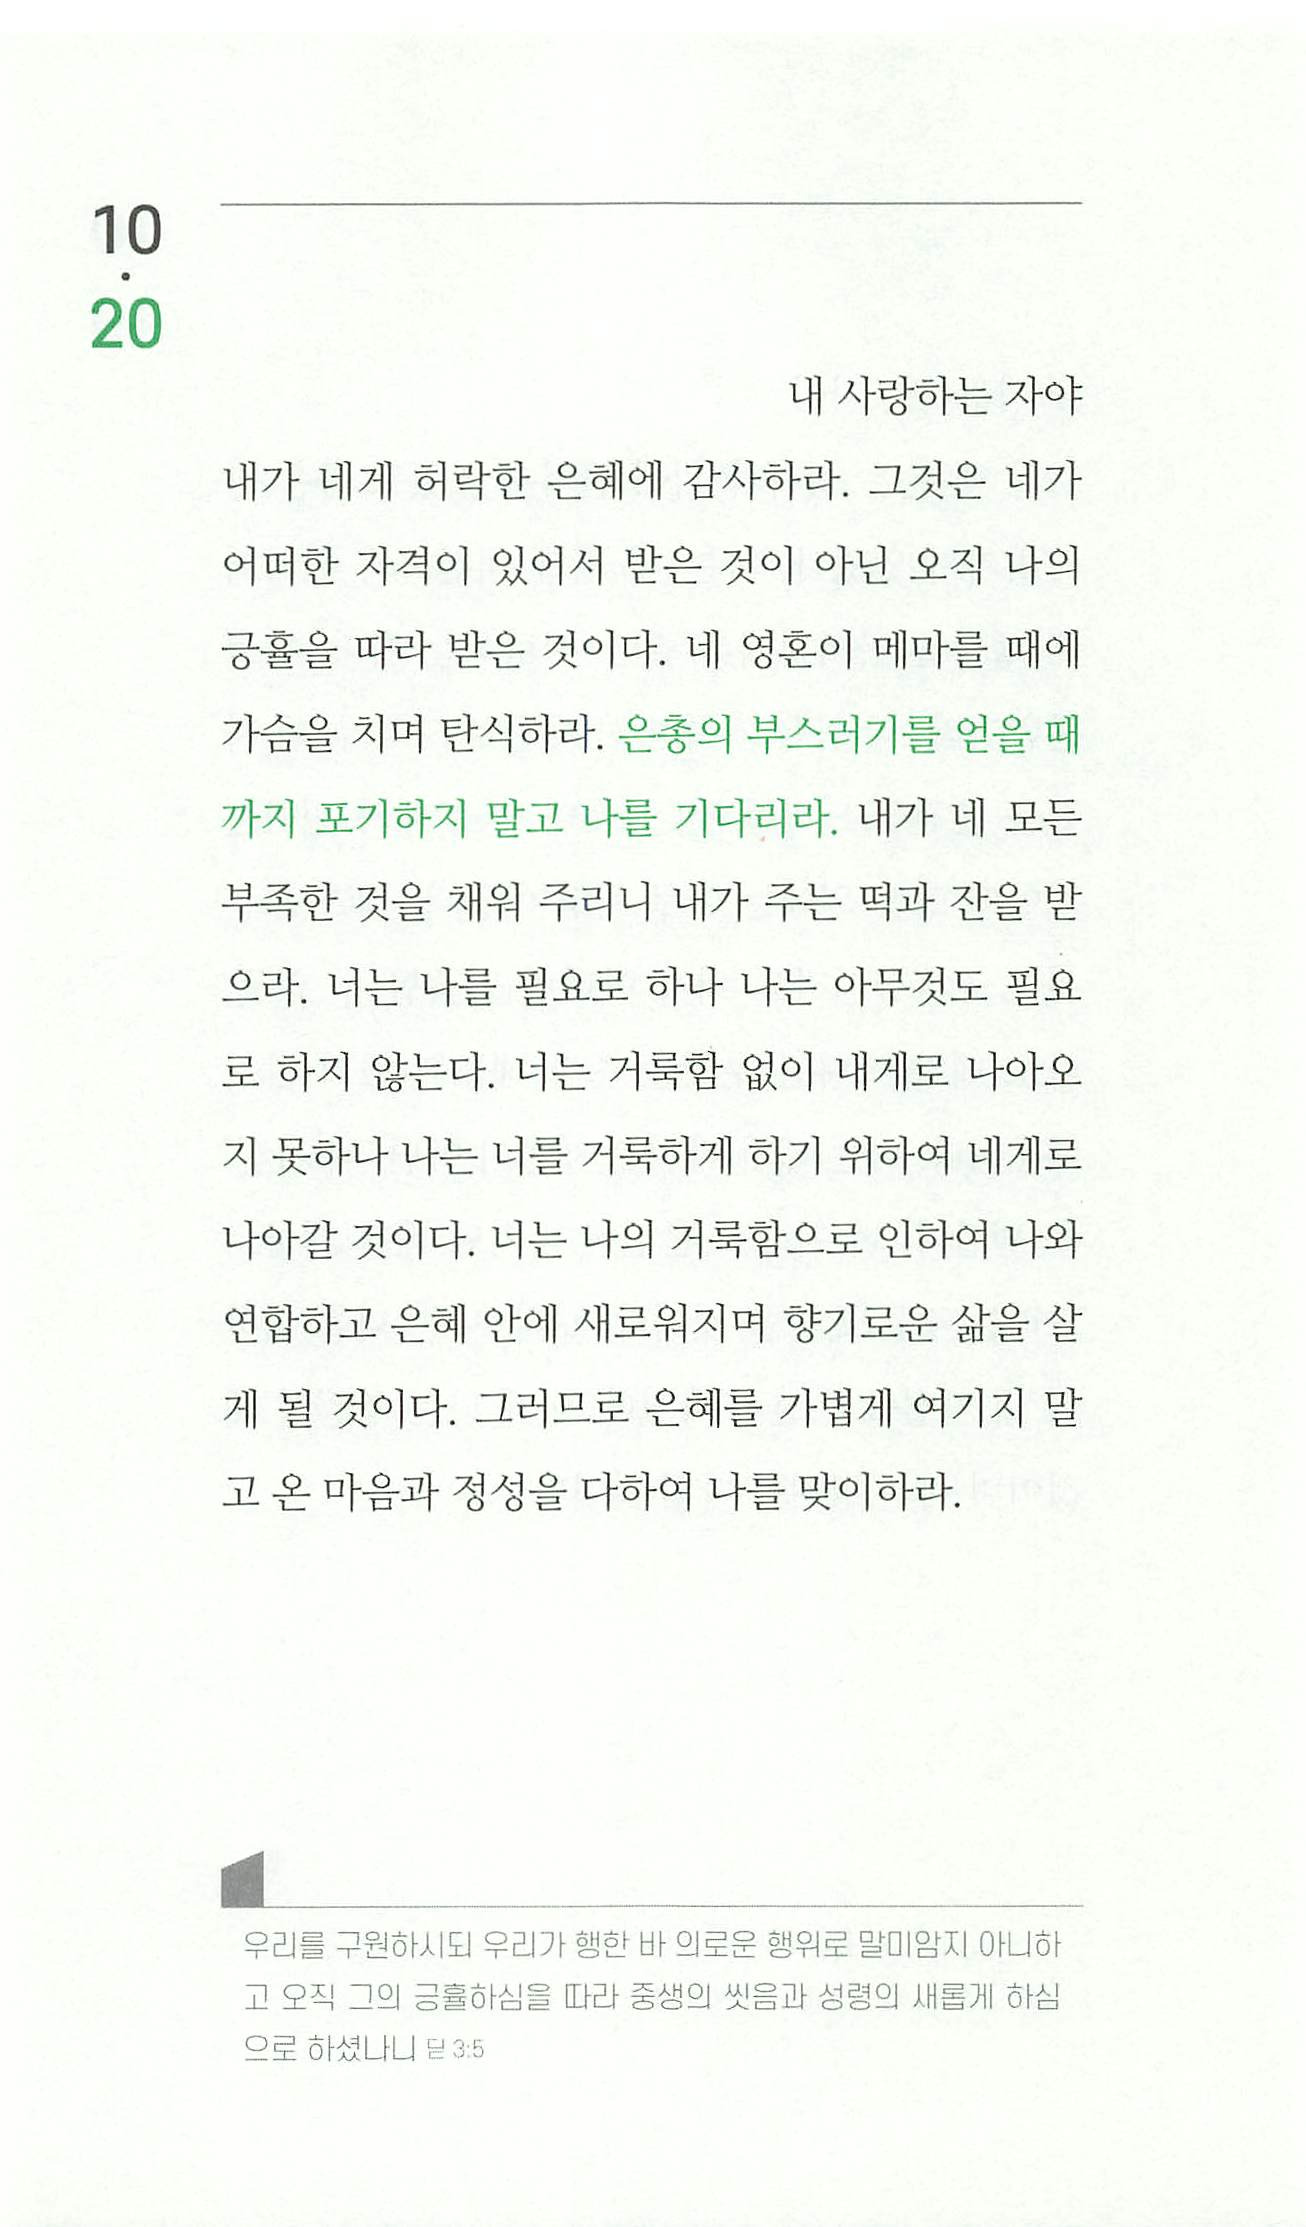 10
·
20
내 사랑하는 자야
내가 네게 허락한 은혜에 감사하라. 그것은 네가
어떠한 자격이 있어서 받은 것이 아닌 오직 나의
긍휼을 따라 받은 것이다. 네 영혼이 메마를 때에
가슴을 치며 탄식하라. 은총의 부스러기를 얻을 때
까지 포기하지 말고 나를 기다리라. 내가 네 모든
부족한 것을 채워 주리니 내가 주는 떡과 잔을 받
으라. 너는 나를 필요로 하나 나는 아무것도 필요
로 하지 않는다. 너는 거룩함 없이 내게로 나아오
지 못하나 나는 너를 거룩하게 하기 위하여 네게로
나아갈 것이다. 너는 나의 거룩함으로 인하여 나와
연합하고 은혜 안에 새로워지며 향기로운 삶을 살
게 될 것이다. 그러므로 은혜를 가볍게 여기지 말
고 온 마음과 정성을 다하여 나를 맞이하라.
우리를 구원하시되 우리가 행한 바 의로운 행위로 말미암지 아니하
고 오직 그의 긍휼하심을 따라 중생의 씻음과 성령의 새롭게 하심
으로 하셨나니 딛 3:5